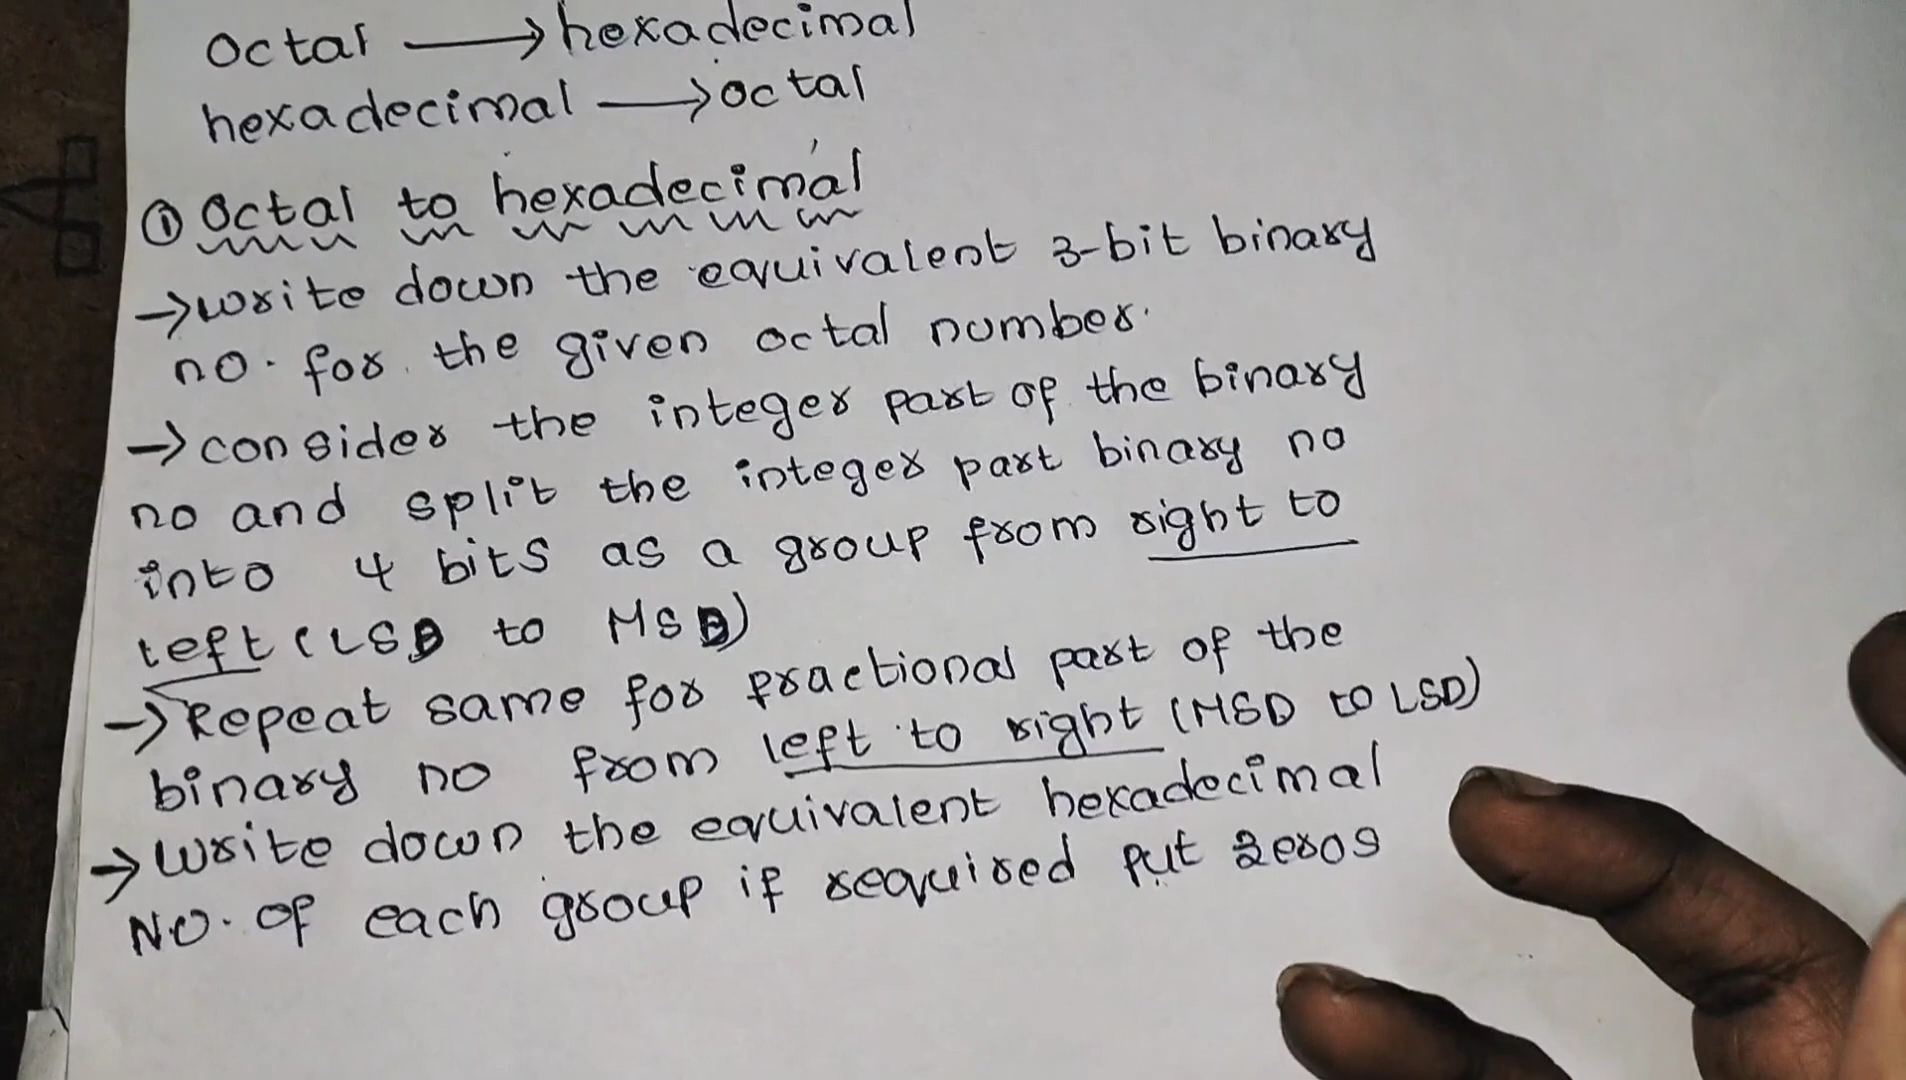 Octal → hexadecimal
hexadecimal → octal
① Octal to hexadecimal
→ write down the equivalent 3-bit binary
no. for the given octal number.
→ consider the integer part of the binary
no and split the integer part binary no
into 4 bits as a group from right to
left (LSD to MSD)
→ Repeat same for fractional part of the
binary no from left to right (MSD to LSD)
→ write down the equivalent hexadecimal
No. of each group if required put zeros